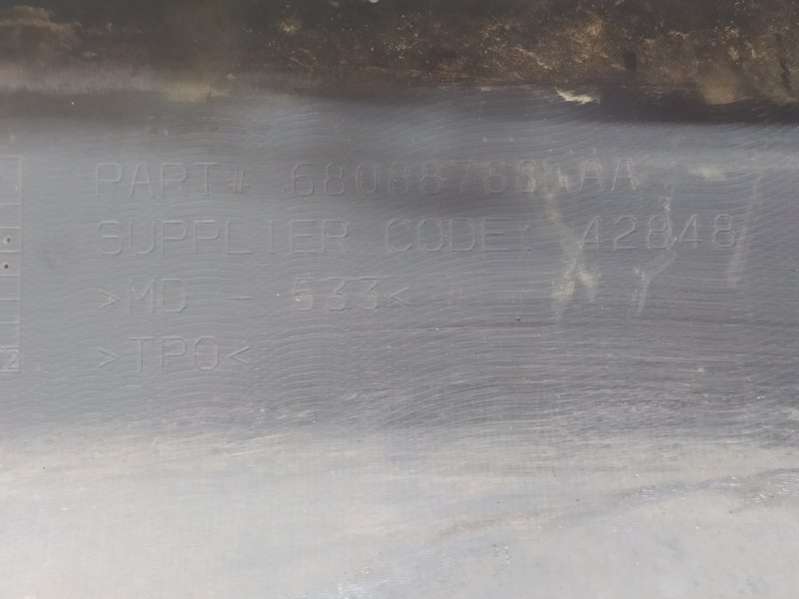 PART#
SUPPLIER CODE: 42848
>MD - 533<
>TPO<